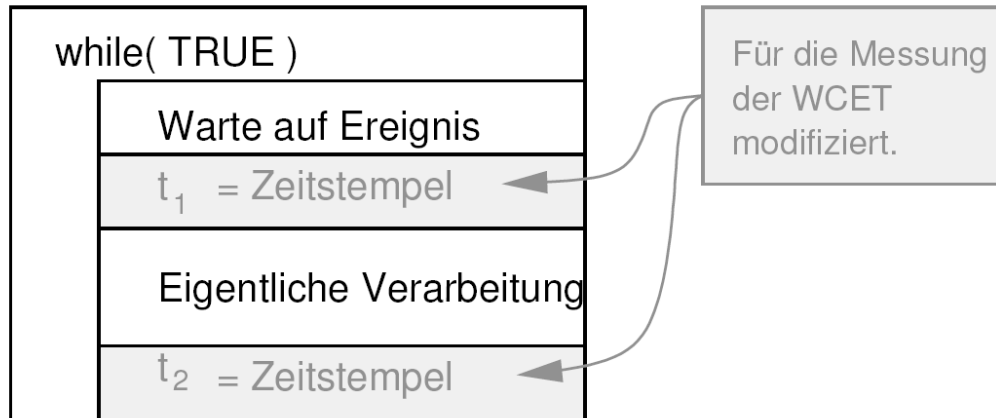 while( TRUE )
Warte auf Ereignis
t1 = Zeitstempel
Eigentliche Verarbeitung
t2 = Zeitstempel
Für die Messung
der WCET
modifiziert.